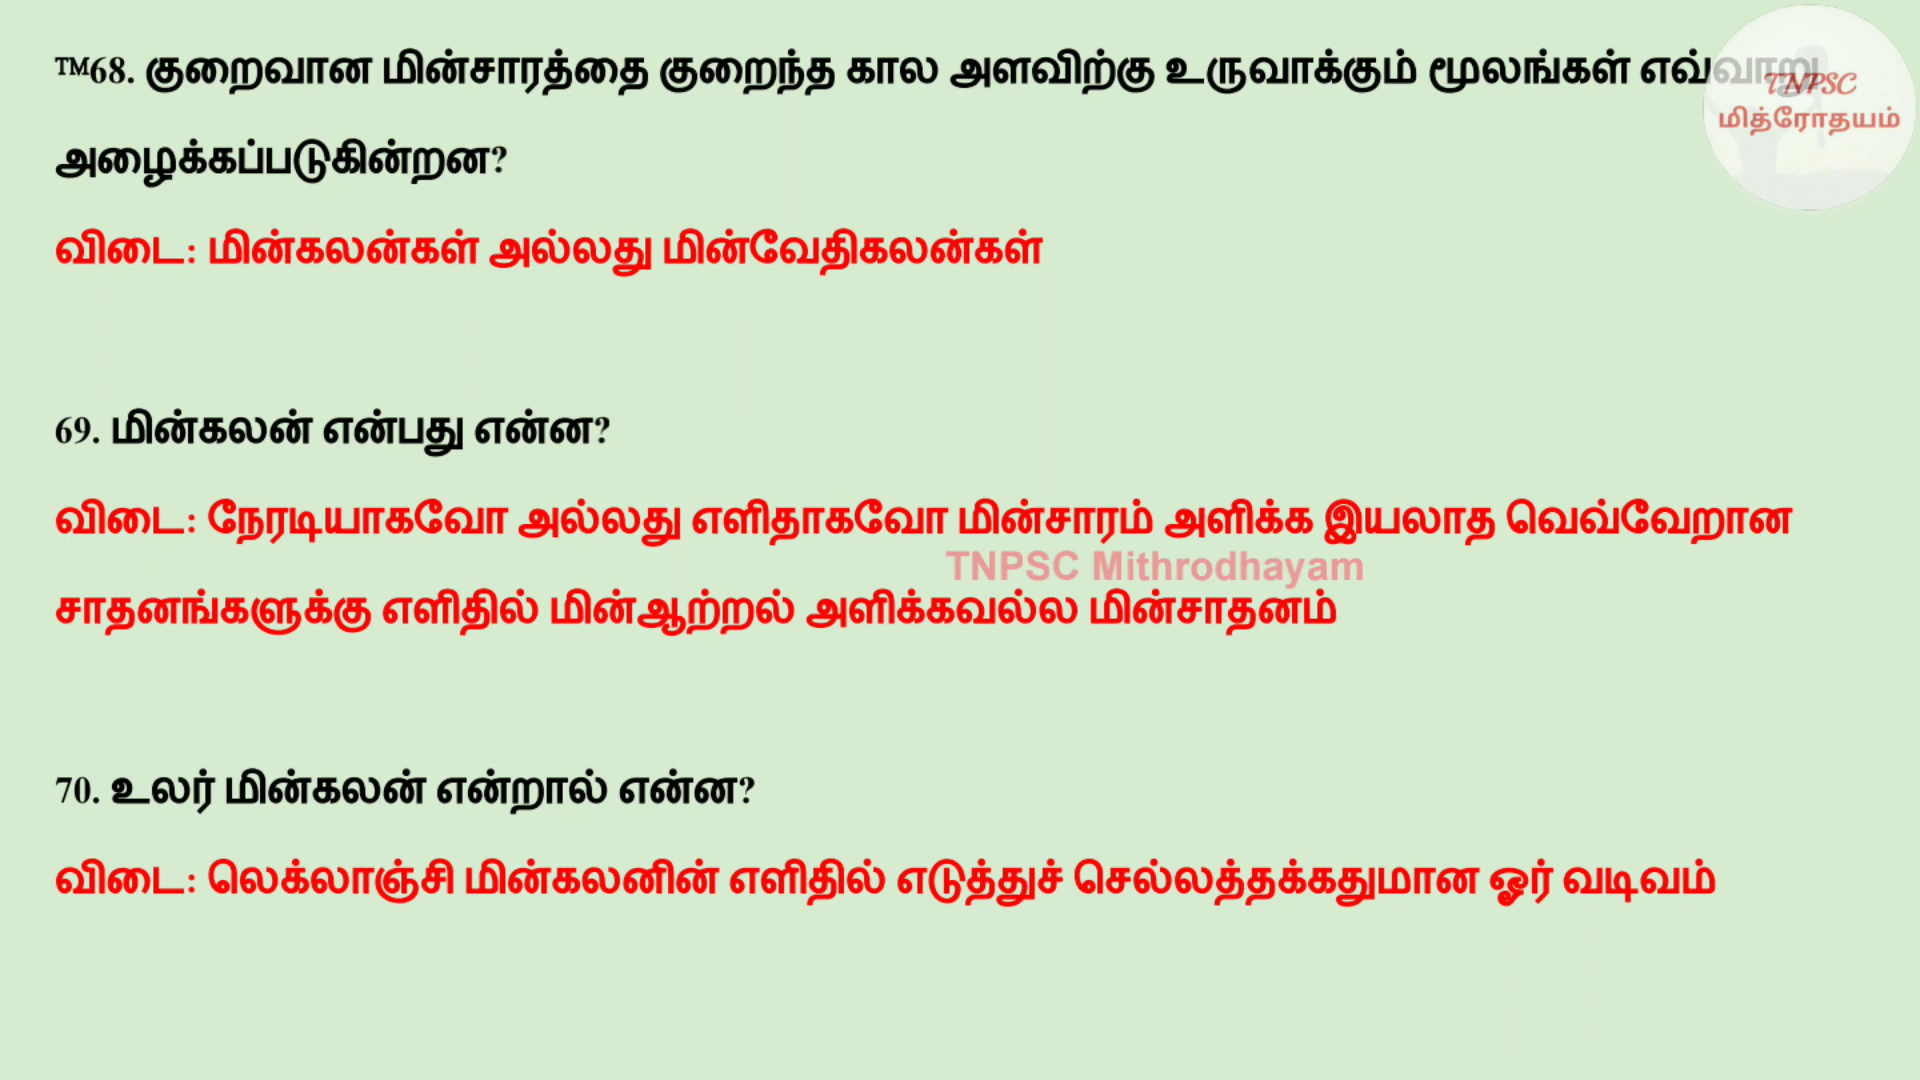 ™68. குறைவான மின்சாரத்தை குறைந்த கால அளவிற்கு உருவாக்கும் மூலங்கள் எவ்வாறு
TNPSC
மித்ரோதயம்
அழைக்கப்படுகின்றன?
விடை: மின்கலன்கள் அல்லது மின்வேதிகலன்கள்
69. மின்கலன் என்பது என்ன?
விடை: நேரடியாகவோ அல்லது எளிதாகவோ மின்சாரம் அளிக்க இயலாத வெவ்வேறான
TNPSC Mithrodhayam
சாதனங்களுக்கு எளிதில் மின்ஆற்றல் அளிக்கவல்ல மின்சாதனம்
70. உலர் மின்கலன் என்றால் என்ன?
விடை: லெக்லாஞ்சி மின்கலனின் எளிதில் எடுத்துச் செல்லத்தக்கதுமான ஓர் வடிவம்